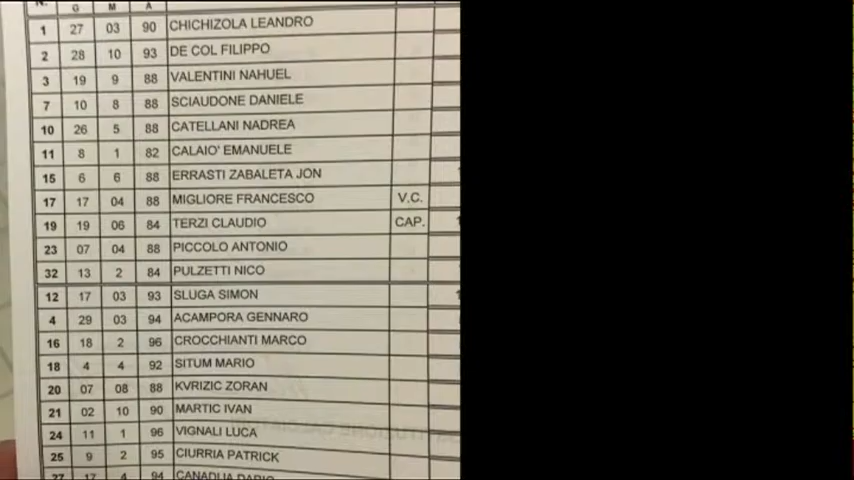 N. G M A
1 27 03 90 CHICHIZOLA LEANDRO
2 28 10 93 DE COL FILIPPO
3 19 9 88 VALENTINI NAHUEL
7 10 8 88 SCIAUDONE DANIELE
10 26 5 88 CATELLANI NADREA
11 8 1 82 CALAIO' EMANUELE
15 6 6 88 ERRASTI ZABALETA JON
17 17 04 88 MIGLIORE FRANCESCO V.C.
19 19 06 84 TERZI CLAUDIO CAP.
23 07 04 88 PICCOLO ANTONIO
32 13 2 84 PULZETTI NICO
12 17 03 93 SLUGA SIMON
4 29 03 94 ACAMPORA GENNARO
16 18 2 96 CROCCHIANTI MARCO
18 4 4 92 SITUM MARIO
20 07 08 88 KVRIZIC ZORAN
21 02 10 90 MARTIC IVAN
24 11 1 96 VIGNALI LUCA
25 9 2 95 CIURRIA PATRICK
27 17 4 94 CANADIJA DARIO